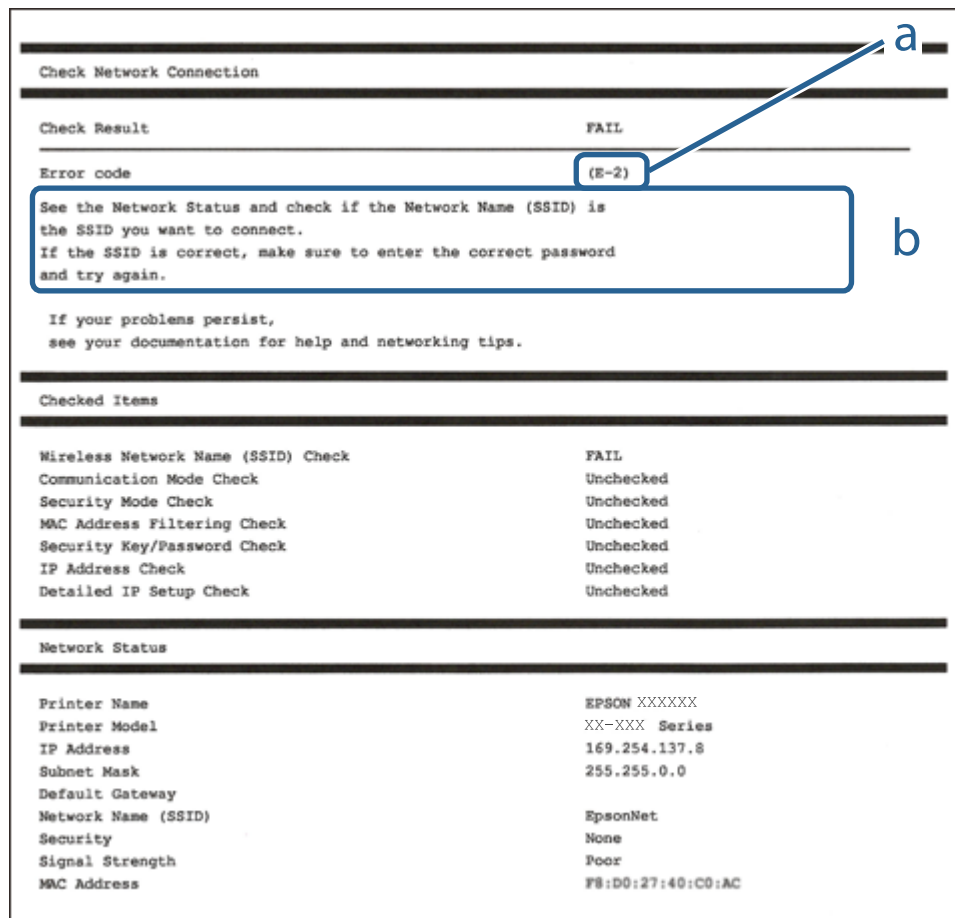 a
Check Network Connection
Check Result FAIL
Error code (E-2)
See the Network Status and check if the Network Name (SSID) is
the SSID you want to connect.
If the SSID is correct, make sure to enter the correct password
and try again.
b
If your problems persist,
see your documentation for help and networking tips.
Checked Items
Wireless Network Name (SSID) Check FAIL
Communication Mode Check Unchecked
Security Mode Check Unchecked
MAC Address Filtering Check Unchecked
Security Key/Password Check Unchecked
IP Address Check Unchecked
Detailed IP Setup Check Unchecked
Network Status
Printer Name EPSON XXXXXX
Printer Model XX-XXX Series
IP Address 169.254.137.8
Subnet Mask 255.255.0.0
Default Gateway
Network Name (SSID) EpsonNet
Security None
Signal Strength Poor
MAC Address F8:D0:27:40:C0:AC